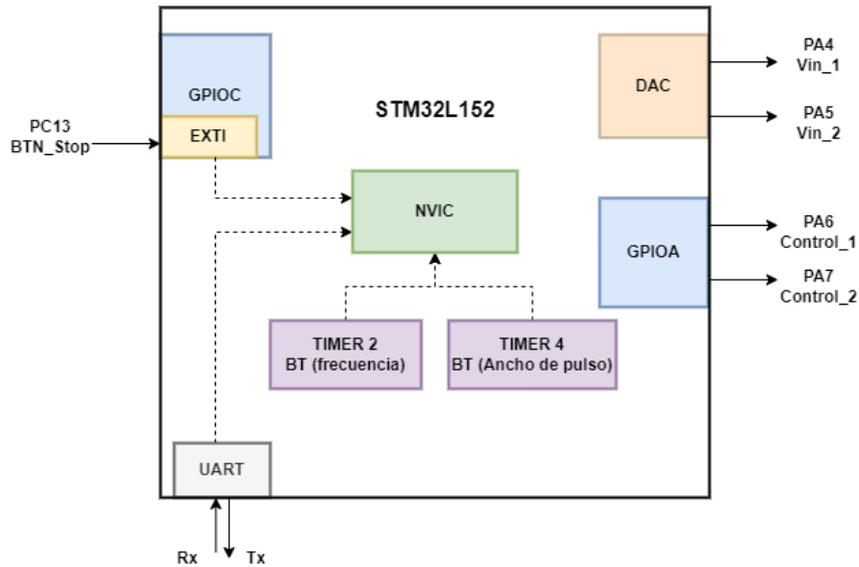 PC13
BTN_Stop
GPIOC
EXTI
STM32L152
DAC
PA4
Vin_1
PA5
Vin_2
NVIC
GPIOA
PA6
Control_1
PA7
Control_2
TIMER 2
BT (frecuencia)
TIMER 4
BT (Ancho de pulso)
UART
Rx
Tx